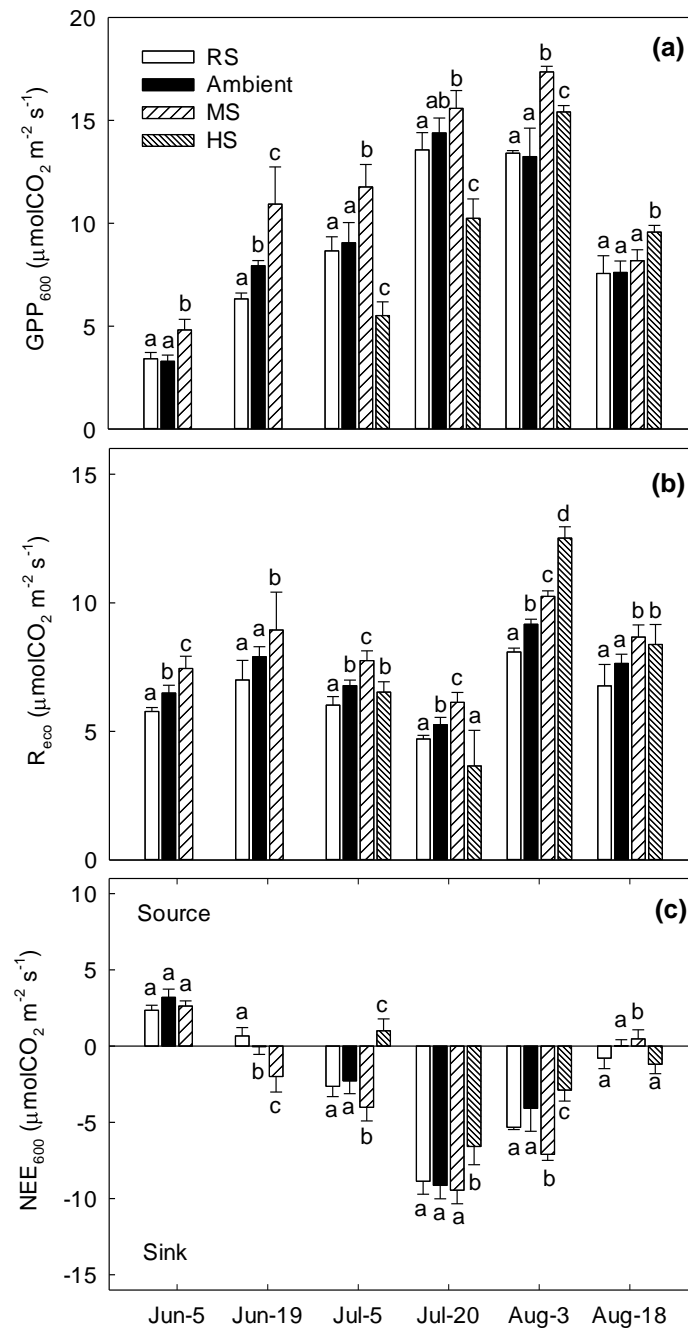 20
15
10
5
0
GPP600 (μmolCO2 m-2 s-1)
RS
Ambient
MS
HS
(a)
a a b
a b c
a a b c
a ab b c
a a b c
a a a b
15
10
5
0
Reco (μmolCO2 m-2 s-1)
(b)
a b c
a a b
a b c b
a b c a
a b c d
a a b b
10
5
0
-5
-10
-15
NEE600 (μmolCO2 m-2 s-1)
Source
(c)
a a a
a b c
a a b c
a a a b
a a b c
a a b a
Sink
Jun-5 Jun-19 Jul-5 Jul-20 Aug-3 Aug-18